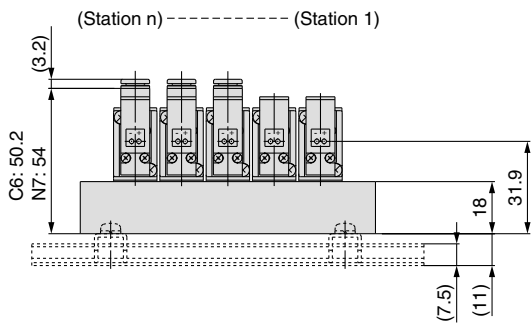 (Station n)
(Station 1)
(3.2)
C6: 50.2
N7: 54
31.9
18
(7.5)
(11)